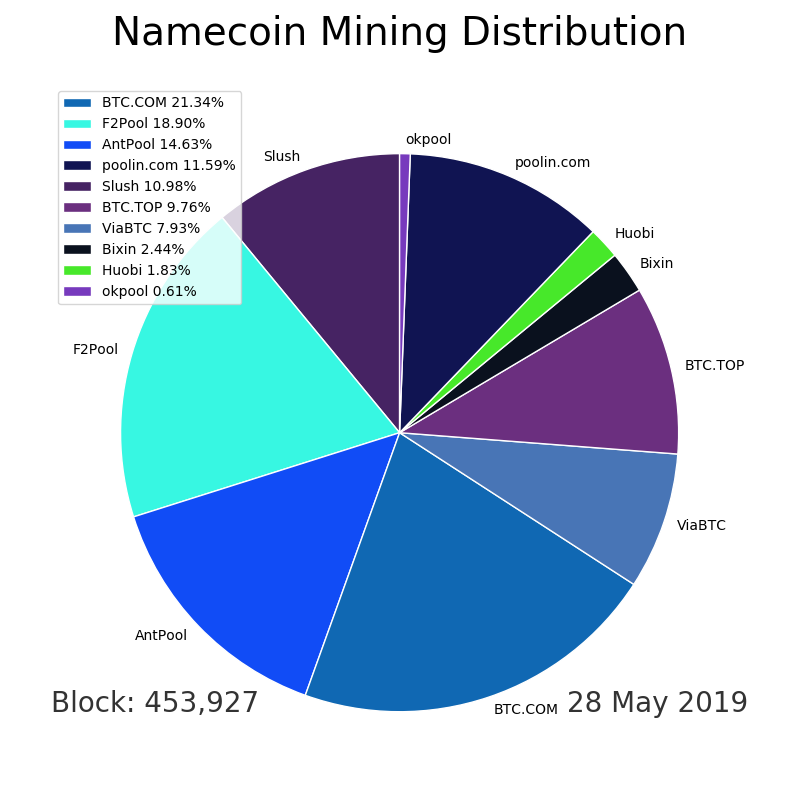 Namecoin Mining Distribution
BTC.COM 21.34%
F2Pool 18.90%
AntPool 14.63%
poolin.com 11.59%
Slush 10.98%
BTC.TOP 9.76%
ViaBTC 7.93%
Bixin 2.44%
Huobi 1.83%
okpool 0.61%
okpool
Slush
poolin.com
Huobi
Bixin
F2Pool
BTC.TOP
ViaBTC
AntPool
BTC.COM
Block: 453,927
28 May 2019